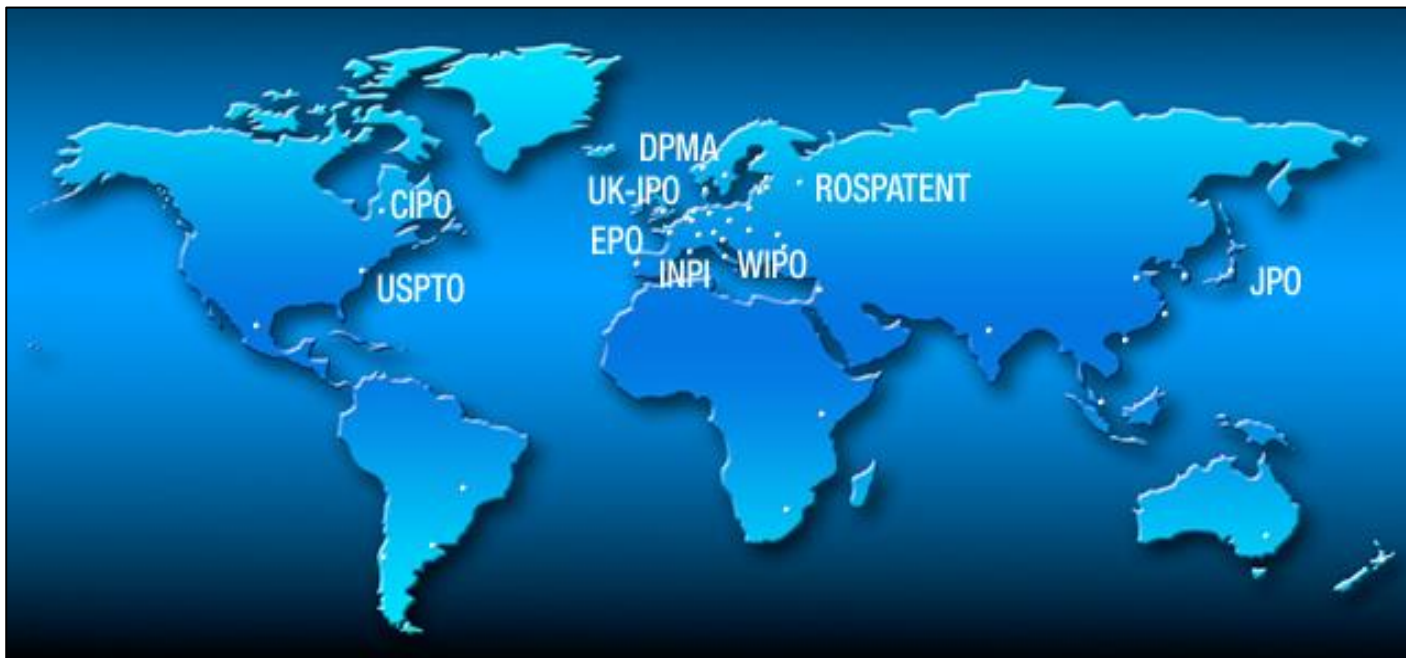 DPMA
UK-IPO
ROSPATENT
CIPO
EPO
INPI
WIPO
USPTO
JPO